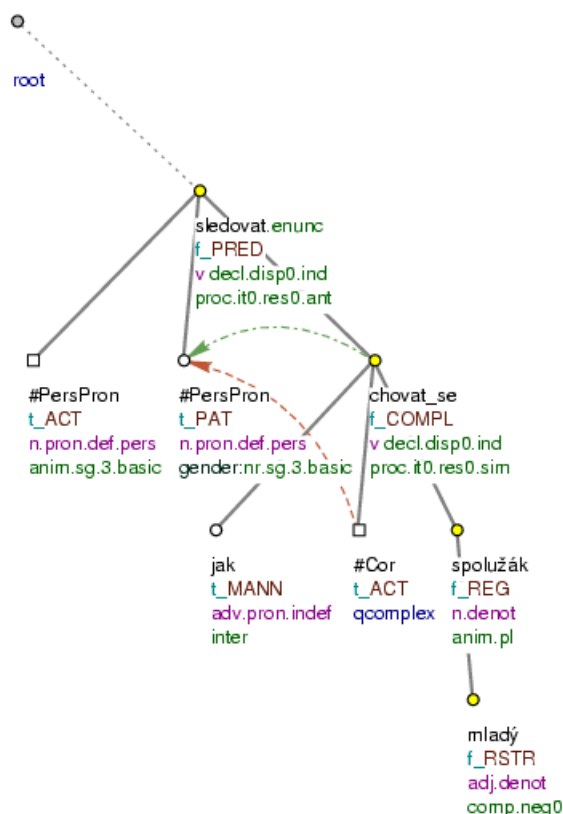 root
sledovat.enunc
f_PRED
v decl.disp0.ind
proc.it0.res0.ant
#PersPron
t_ACT
n.pron.def.pers
anim.sg.3.basic
#PersPron
t_PAT
n.pron.def.pers
gender:nr.sg.3.basic
chovat_se
f_COMPL
v decl.disp0.ind
proc.it0.res0.sim
jak
t_MANN
adv.pron.indef
inter
#Cor
t_ACT
qcomplex
spolužák
f_REG
n.denot
anim.pl
mladý
f_RSTR
adj.denot
comp.neg0